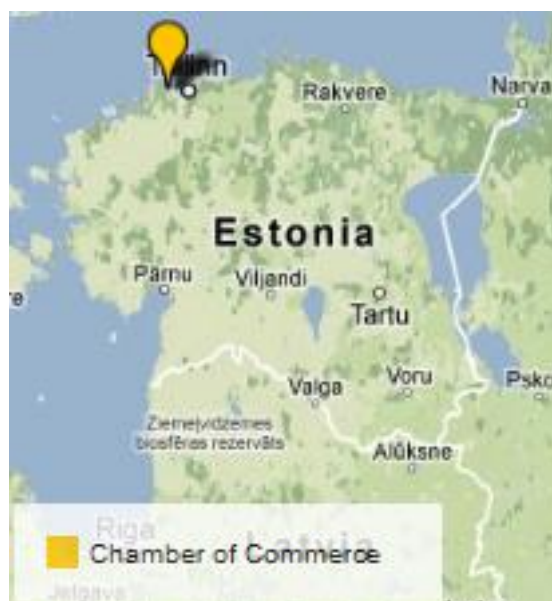 Tallinn
Rakvere
Narva
Estonia
Pärnu
Viljandi
Tartu
Valga
Voru
Psko
Ziemeļvidzemes
biosfēras rezervāts
Alūksne
Riga
Latvia
Chamber of Commerce
Jelgava